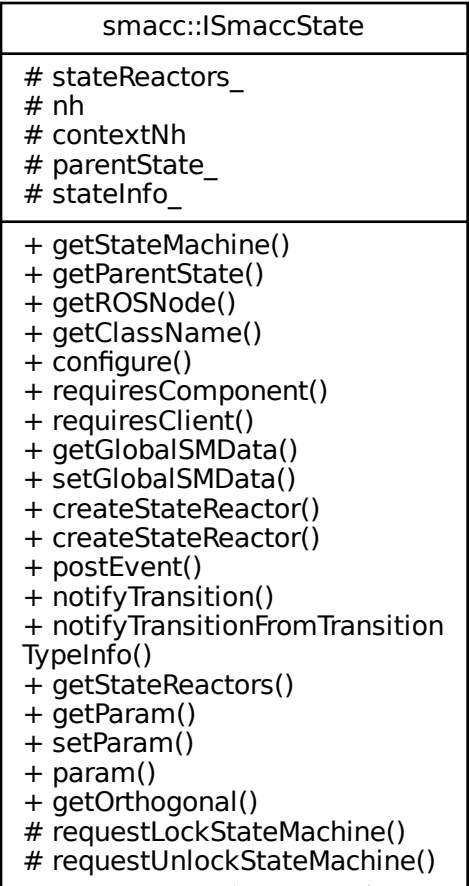 smacc::ISmaccState
# stateReactors_
# nh
# contextNh
# parentState_
# stateInfo_
+ getStateMachine()
+ getParentState()
+ getROSNode()
+ getClassName()
+ configure()
+ requiresComponent()
+ requiresClient()
+ getGlobalSMData()
+ setGlobalSMData()
+ createStateReactor()
+ createStateReactor()
+ postEvent()
+ notifyTransition()
+ notifyTransitionFromTransition
TypeInfo()
+ getStateReactors()
+ getParam()
+ setParam()
+ param()
+ getOrthogonal()
# requestLockStateMachine()
# requestUnlockStateMachine()